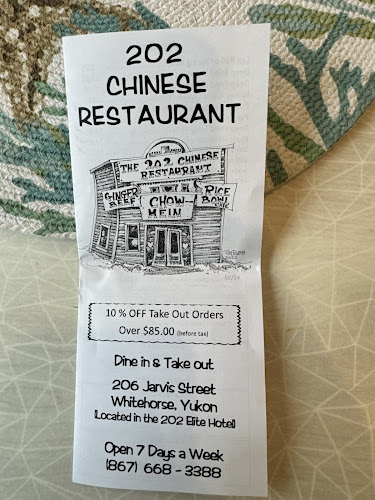 202
CHINESE
RESTAURANT
THE 202 CHINESE
RESTAURANT
GINGER
BEEF
CHOW
MEIN
RICE
BOWL
10 % OFF Take Out Orders
Over $85.00 (before tax)
Dine in & Take out
206 Jarvis Street
Whitehorse, Yukon
(Located in the 202 Elite Hotel)
Open 7 Days a Week
(867) 668 - 3388